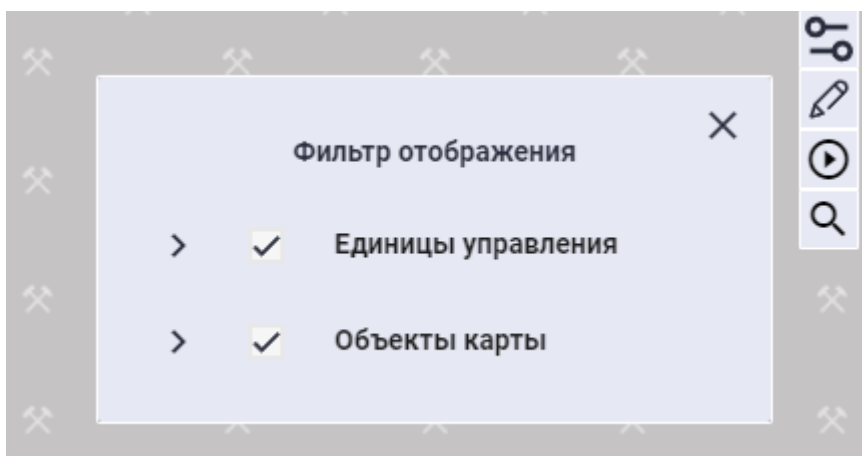 Фильтр отображения
Единицы управления
Объекты карты